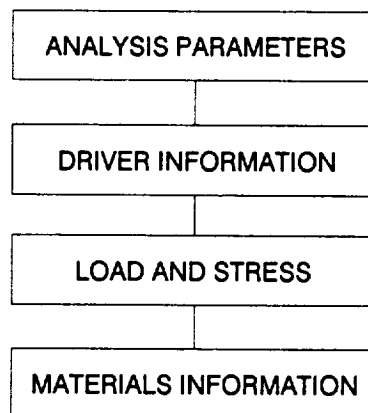 ANALYSIS PARAMETERS
DRIVER INFORMATION
LOAD AND STRESS
MATERIALS INFORMATION